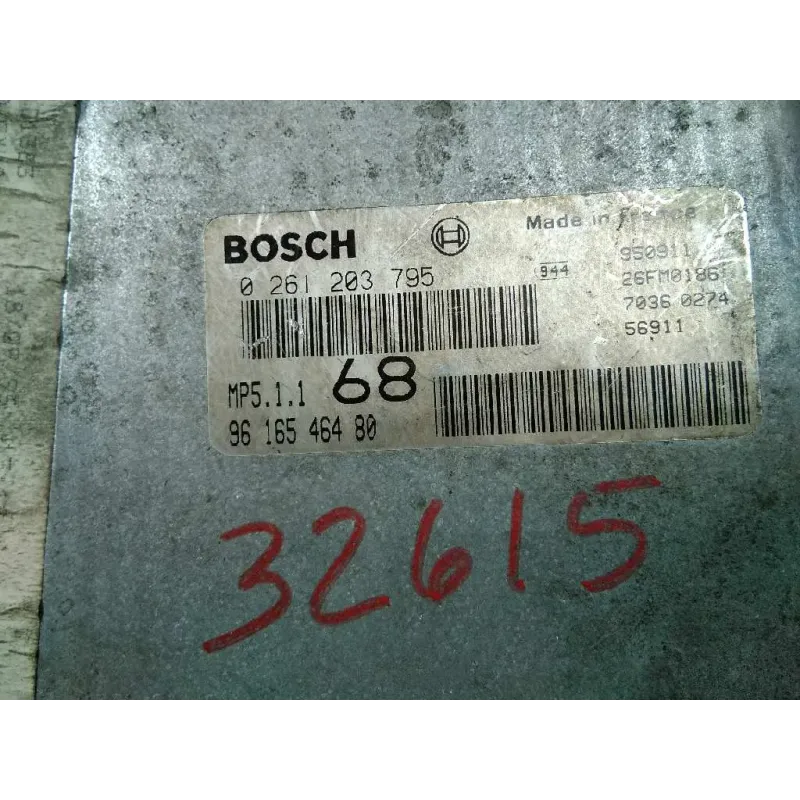 BOSCH
Made in France
0 261 203 795
944
950911
26FM0186
7036 0274
56911
MP5.1.1
68
96 165 464 80
32615